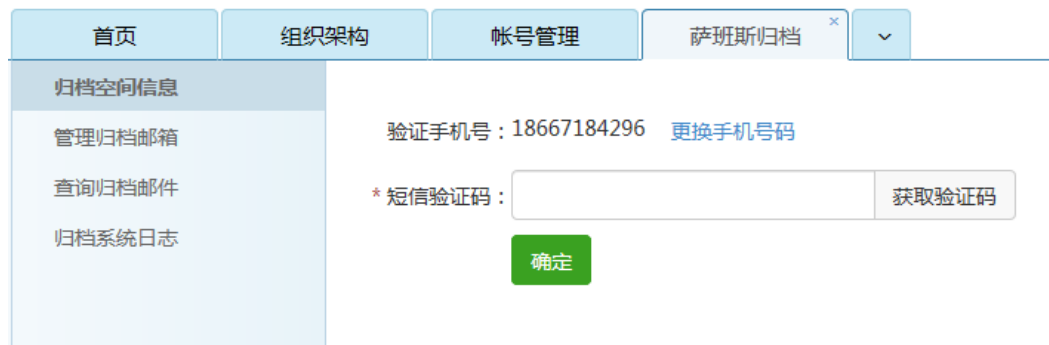 首页 组织架构 帐号管理 萨班斯归档 ×
归档空间信息
管理归档邮箱
查询归档邮件
归档系统日志
验证手机号：18667184296 更换手机号码
* 短信验证码： 获取验证码
确定